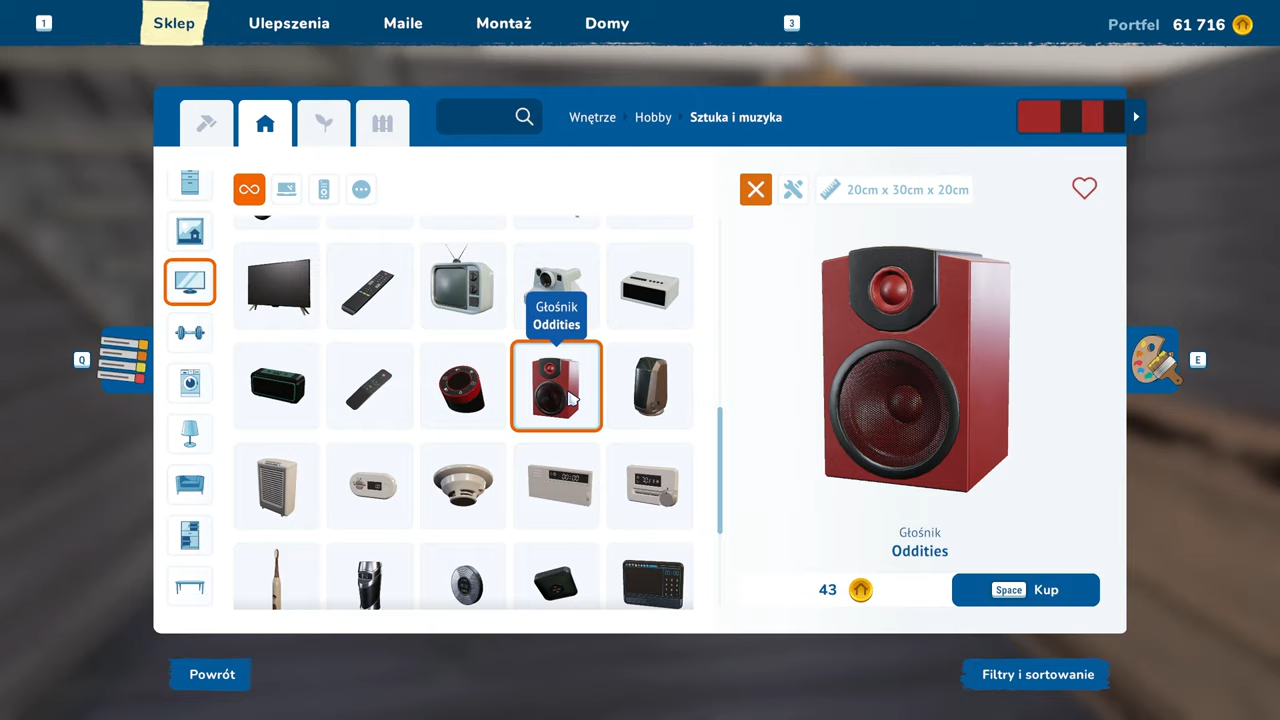 1
Sklep
Ulepszenia
Maile
Montaż
Domy
3
Portfel 61 716
Wnętrze Hobby Sztuka i muzyka
20cm x 30cm x 20cm
Głośnik
Oddities
Q
E
Głośnik
Oddities
43
Space Kup
Powrót
Filtry i sortowanie